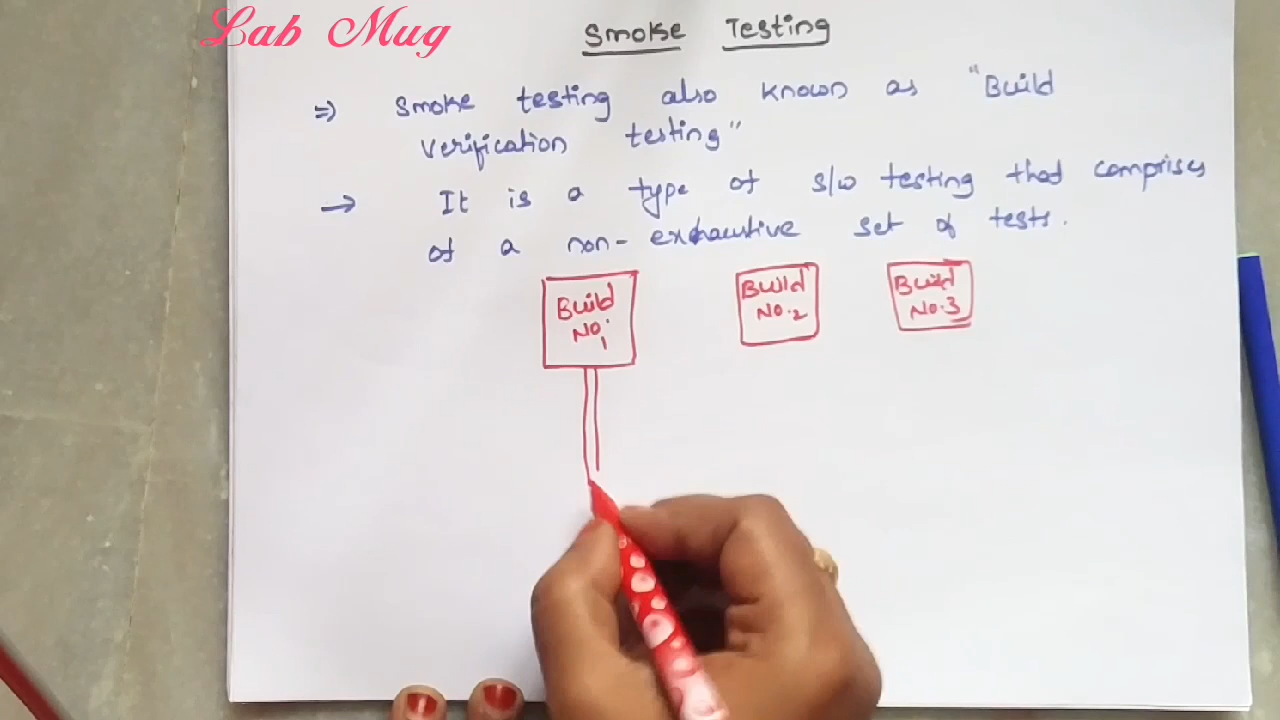 Lab Mug
Smoke Testing
=> Smoke testing also known as "Build
verification testing"
→ It is a type of s/w testing that comprises
of a non-exhaustive set of tests.
Build
No.1
Build
No.2
Build
No.3